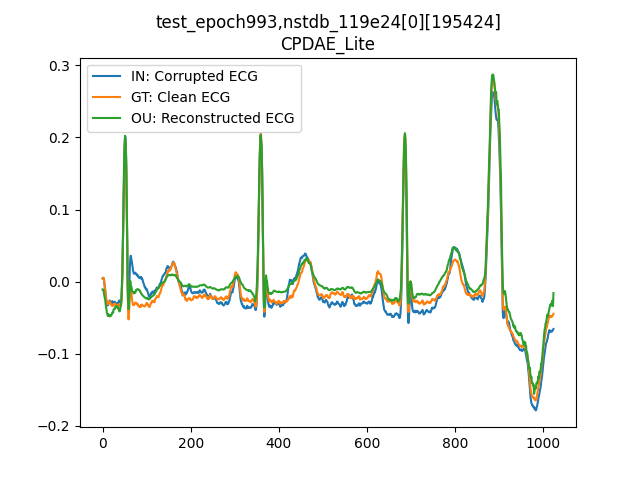 test_epoch993,nstdb_119e24[0][195424]
CPDAE_Lite
IN: Corrupted ECG
GT: Clean ECG
OU: Reconstructed ECG
0.3
0.2
0.1
0.0
−0.1
−0.2
0 200 400 600 800 1000